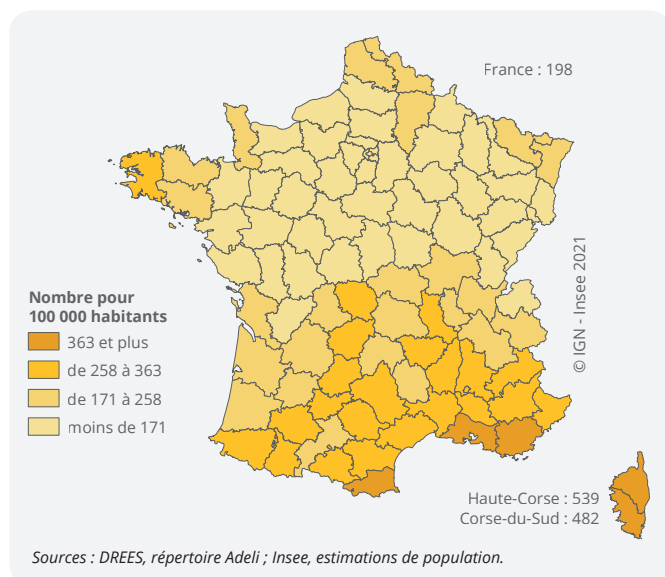 France : 198
© IGN - Insee 2021
Nombre pour
100 000 habitants
363 et plus
de 258 à 363
de 171 à 258
moins de 171
Haute-Corse : 539
Corse-du-Sud : 482
Sources : DREES, répertoire Adeli ; Insee, estimations de population.